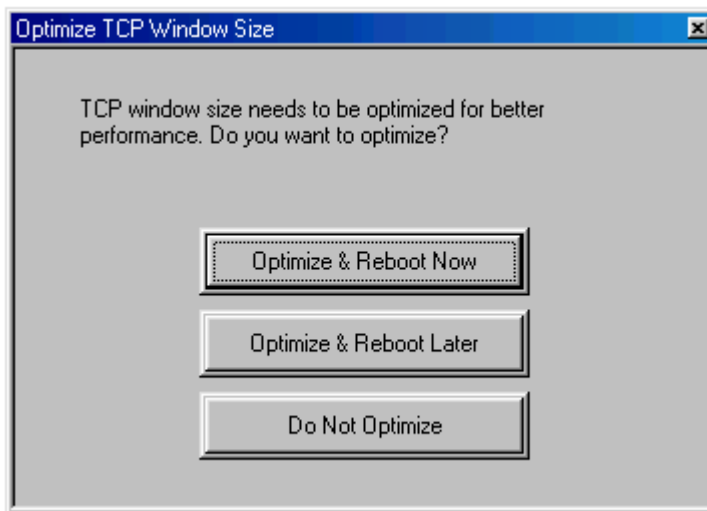 Optimize TCP Window Size
TCP window size needs to be optimized for better
performance. Do you want to optimize?
Optimize & Reboot Now
Optimize & Reboot Later
Do Not Optimize